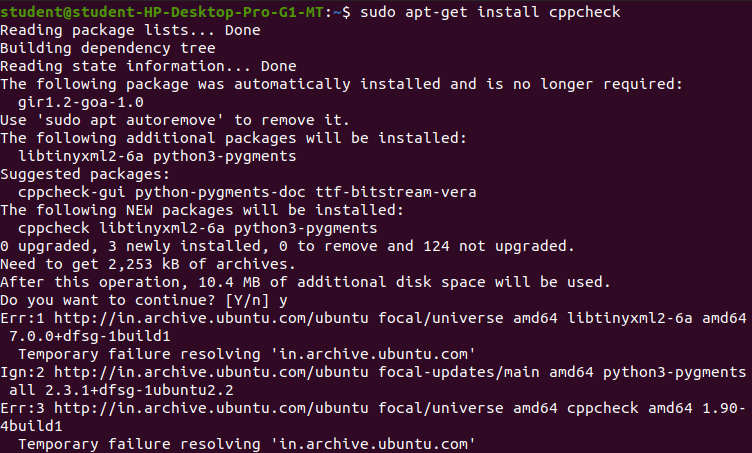 student@student-HP-Desktop-Pro-G1-MT:~$ sudo apt-get install cppcheck
Reading package lists... Done
Building dependency tree
Reading state information... Done
The following package was automatically installed and is no longer required:
  gir1.2-goa-1.0
Use 'sudo apt autoremove' to remove it.
The following additional packages will be installed:
  libtinyxml2-6a python3-pygments
Suggested packages:
  cppcheck-gui python-pygments-doc ttf-bitstream-vera
The following NEW packages will be installed:
  cppcheck libtinyxml2-6a python3-pygments
0 upgraded, 3 newly installed, 0 to remove and 124 not upgraded.
Need to get 2,253 kB of archives.
After this operation, 10.4 MB of additional disk space will be used.
Do you want to continue? [Y/n] y
Err:1 http://in.archive.ubuntu.com/ubuntu focal/universe amd64 libtinyxml2-6a amd64
 7.0.0+dfsg-1build1
  Temporary failure resolving 'in.archive.ubuntu.com'
Ign:2 http://in.archive.ubuntu.com/ubuntu focal-updates/main amd64 python3-pygments
 all 2.3.1+dfsg-1ubuntu2.2
Err:3 http://in.archive.ubuntu.com/ubuntu focal/universe amd64 cppcheck amd64 1.90-
4build1
  Temporary failure resolving 'in.archive.ubuntu.com'